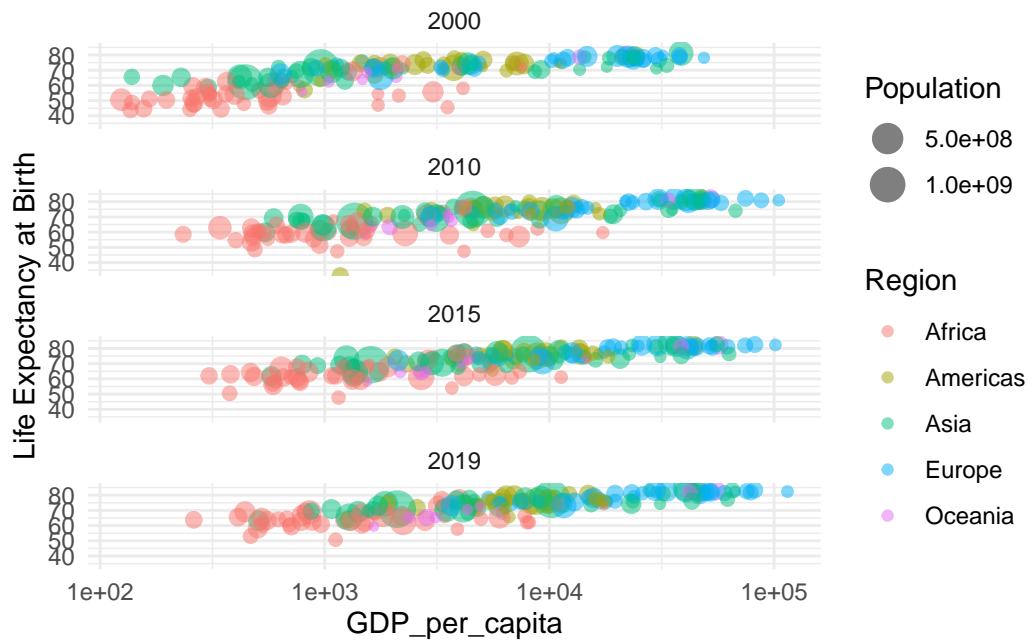 2000
80
70
60
50
40
2010
80
70
60
50
40
2015
80
70
60
50
40
2019
80
70
60
50
40
Life Expectancy at Birth
1e+02
1e+03
1e+04
1e+05
GDP_per_capita
Population
5.0e+08
1.0e+09
Region
Africa
Americas
Asia
Europe
Oceania